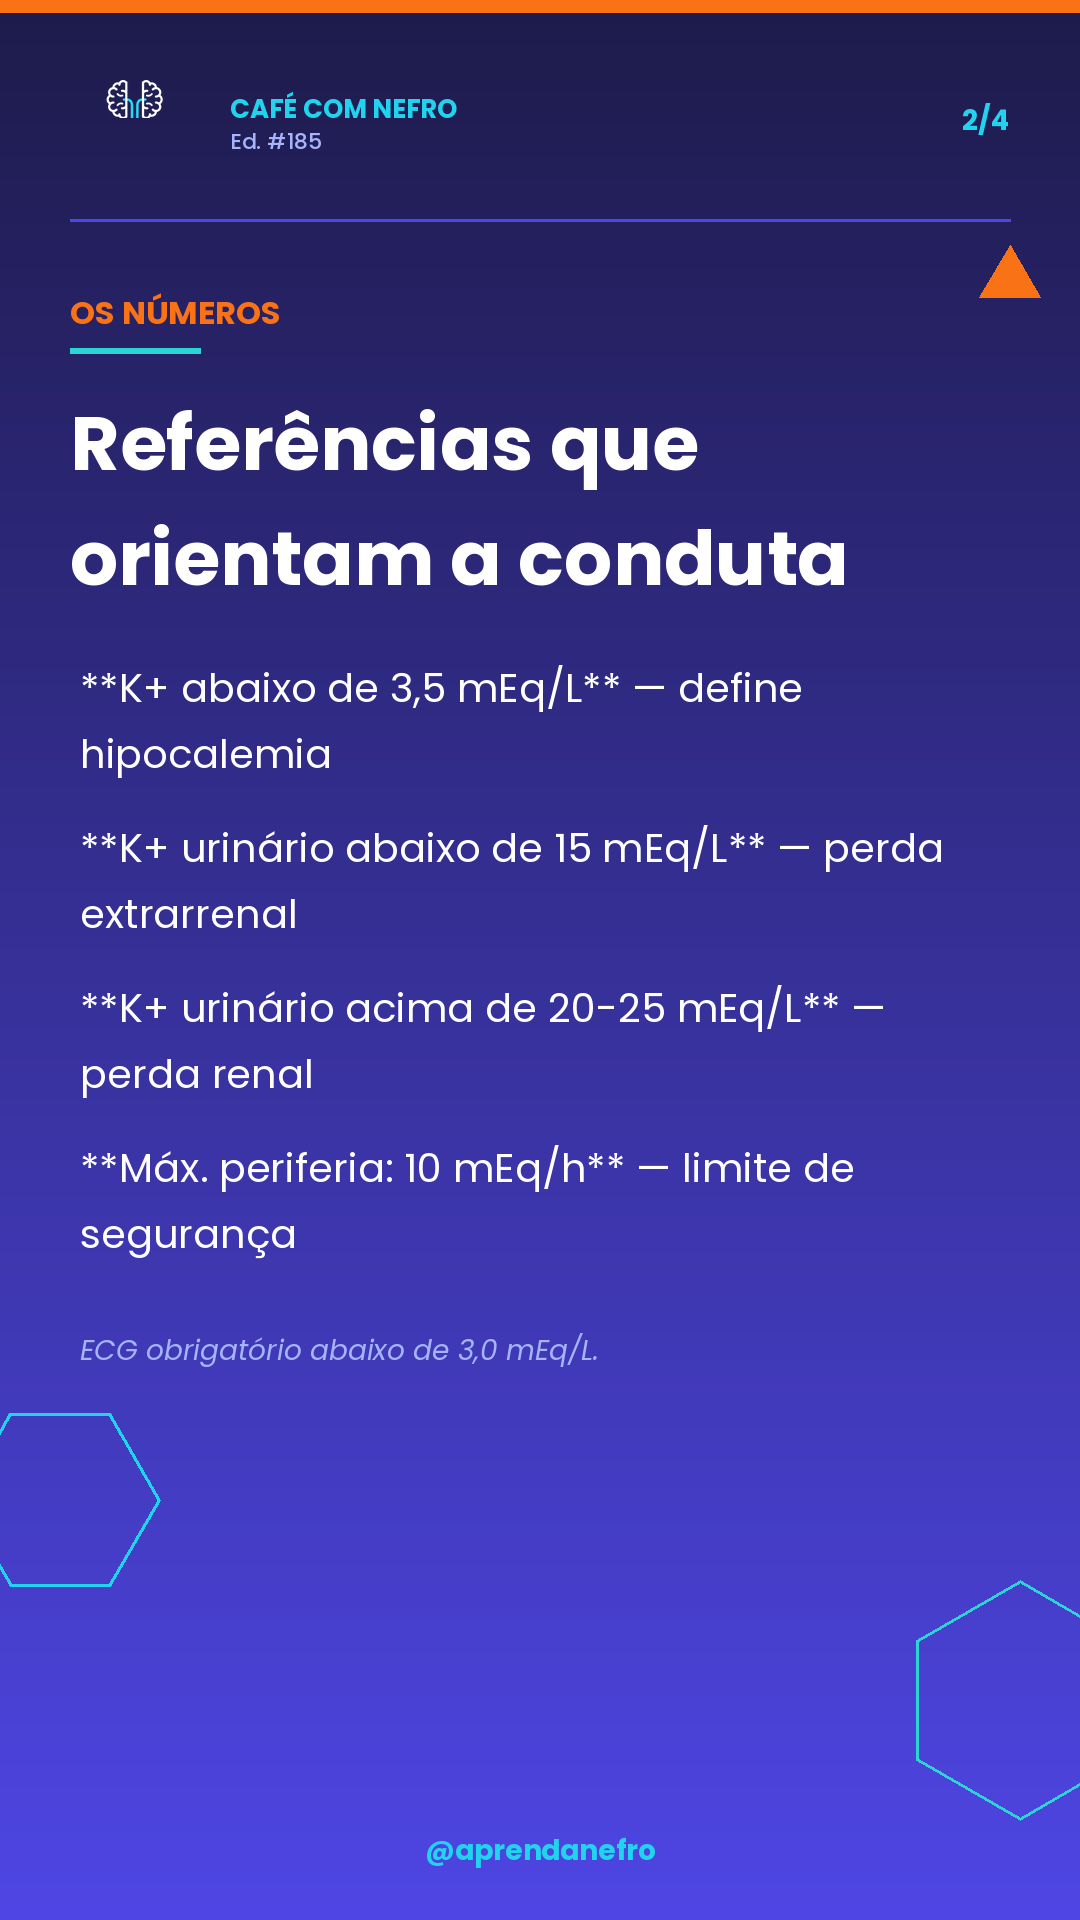 CAFÉ COM NEFRO
Ed. #185
2/4
OS NÚMEROS
Referências que
orientam a conduta
**K+ abaixo de 3,5 mEq/L** — define
hipocalemia
**K+ urinário abaixo de 15 mEq/L** — perda
extrarrenal
**K+ urinário acima de 20-25 mEq/L** —
perda renal
**Máx. periferia: 10 mEq/h** — limite de
segurança
ECG obrigatório abaixo de 3,0 mEq/L.
@aprendanefro